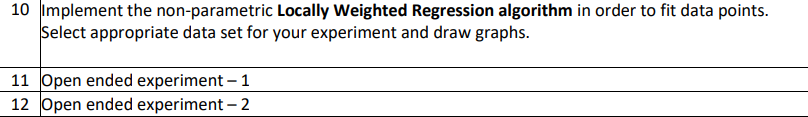 10 Implement the non-parametric Locally Weighted Regression algorithm in order to fit data points.
Select appropriate data set for your experiment and draw graphs.
11 Open ended experiment – 1
12 Open ended experiment – 2